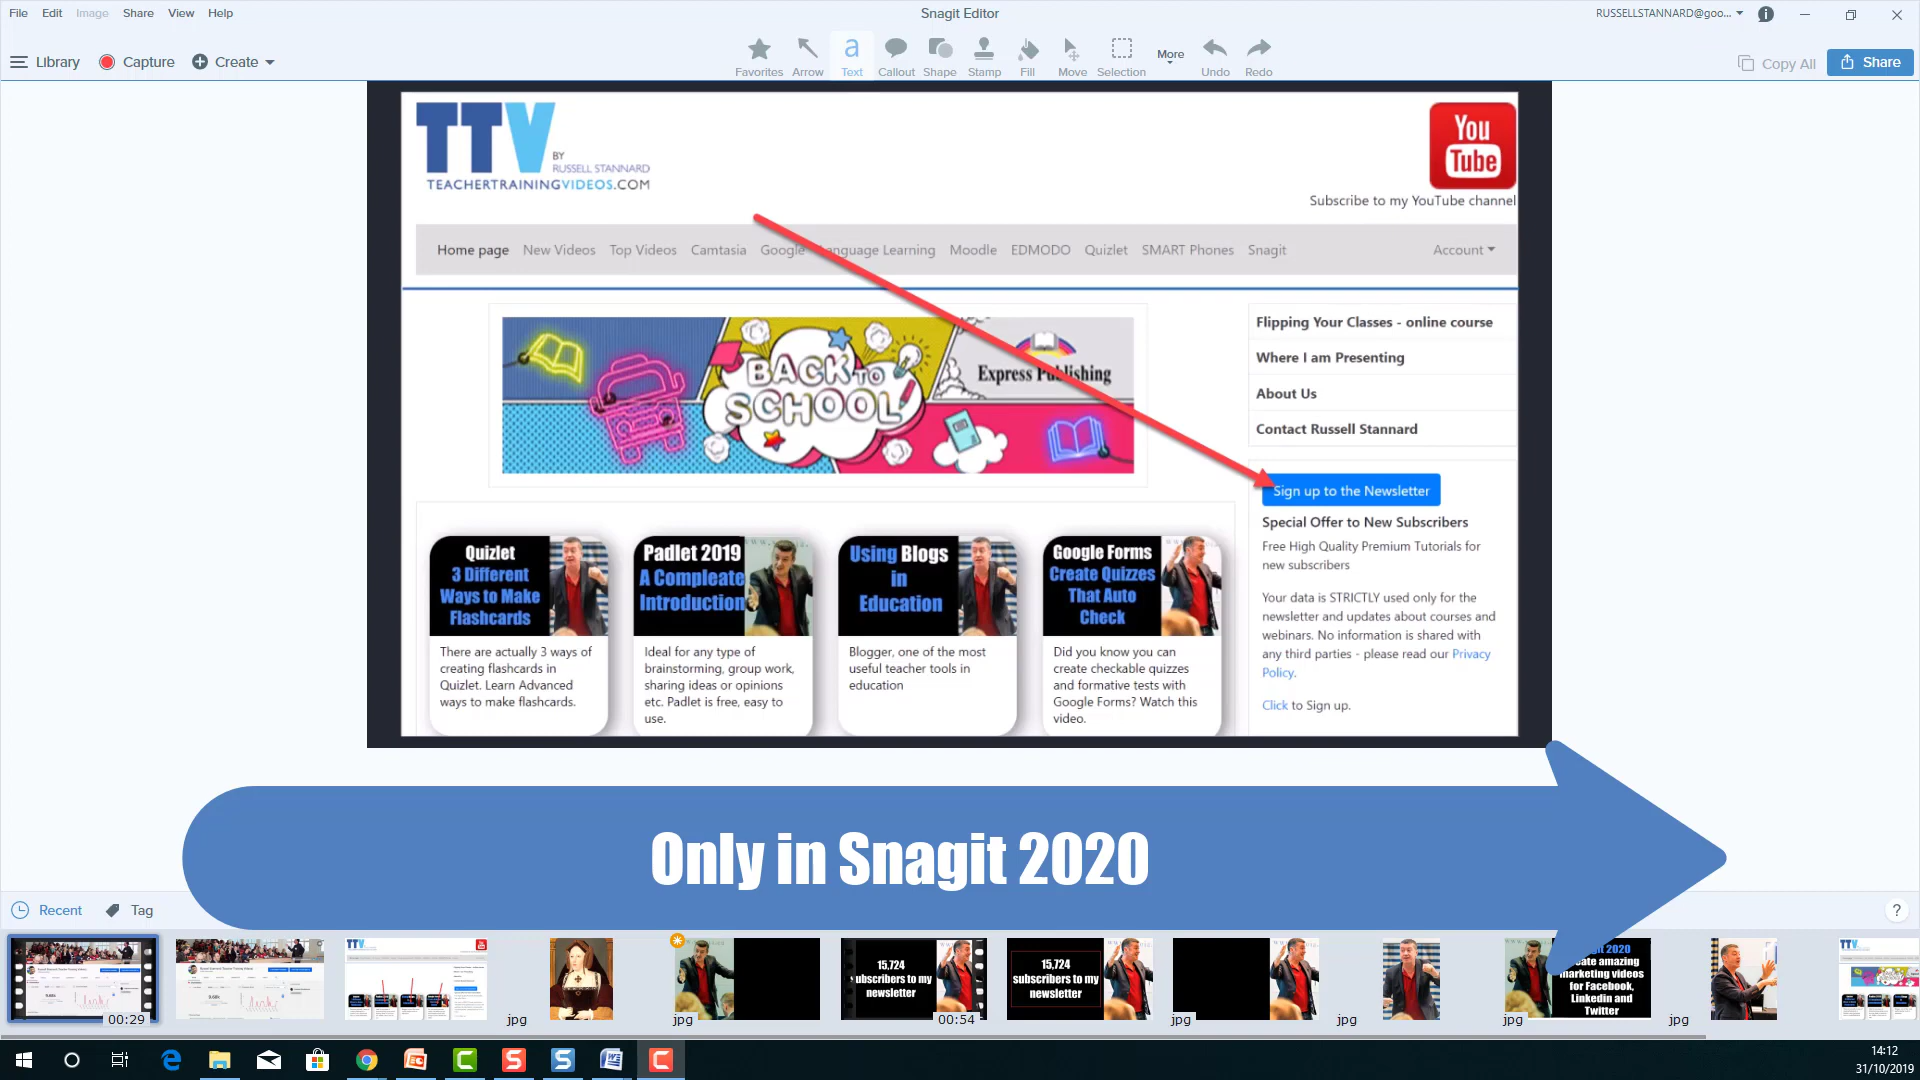 File Edit Image Share View Help
Snagit Editor
RUSSELLSTANNARD@goo...
Library Capture Create
Favorites Arrow Text Callout Shape Stamp Fill Move Selection More Undo Redo
Copy All Share
TTV
BY
RUSSELL STANNARD
TEACHERTRAININGVIDEOS.COM
You
Tube
Subscribe to my YouTube channel
Home page New Videos Top Videos Camtasia Google Language Learning Moodle EDMODO Quizlet SMART Phones Snagit Account
BACK TO
SCHOOL
Express Publishing
Flipping Your Classes - online course
Where I am Presenting
About Us
Contact Russell Stannard
Sign up to the Newsletter
Special Offer to New Subscribers
Free High Quality Premium Tutorials for
new subscribers
Your data is STRICTLY used only for the
newsletter and updates about courses and
webinars. No information is shared with
any third parties - please read our Privacy
Policy.
Click to Sign up.
Quizlet
3 Different
Ways to Make
Flashcards
There are actually 3 ways of
creating flashcards in
Quizlet. Learn Advanced
ways to make flashcards.
Padlet 2019
A Compleate
Introduction
Ideal for any type of
brainstorming, group work,
sharing ideas or opinions
etc. Padlet is free, easy to
use.
Using Blogs
in
Education
Blogger, one of the most
useful teacher tools in
education
Google Forms
Create Quizzes
That Auto
Check
Did you know you can
create checkable quizzes
and formative tests with
Google Forms? Watch this
video.
Only in Snagit 2020
Recent Tag
?
00:29
TTV
jpg
jpg
15,724
subscribers to my
newsletter
00:54
15,724
subscribers to my
newsletter
jpg
jpg
2020
amazing
marketing videos
for Facebook,
Linkedin and
Twitter
jpg
jpg
TTV
14:12
31/10/2019